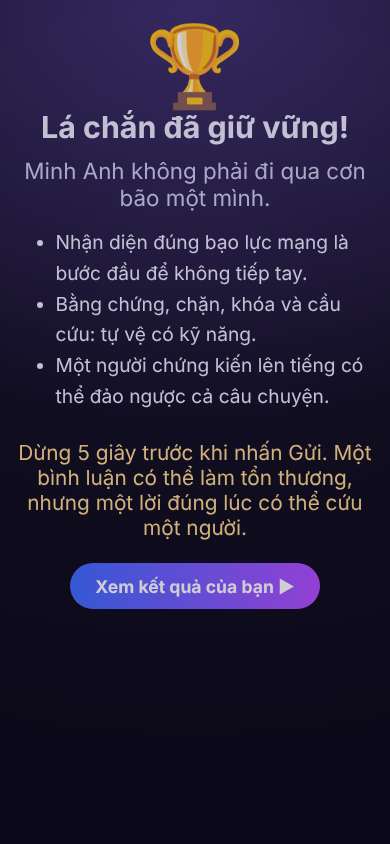 Lá chắn đã giữ vững!
Minh Anh không phải đi qua cơn
bão một mình.
• Nhận diện đúng bạo lực mạng là
bước đầu để không tiếp tay.
• Bằng chứng, chặn, khóa và cầu
cứu: tự vệ có kỹ năng.
• Một người chứng kiến lên tiếng có
thể đảo ngược cả câu chuyện.
Dừng 5 giây trước khi nhấn Gửi. Một
bình luận có thể làm tổn thương,
nhưng một lời đúng lúc có thể cứu
một người.
Xem kết quả của bạn ▶